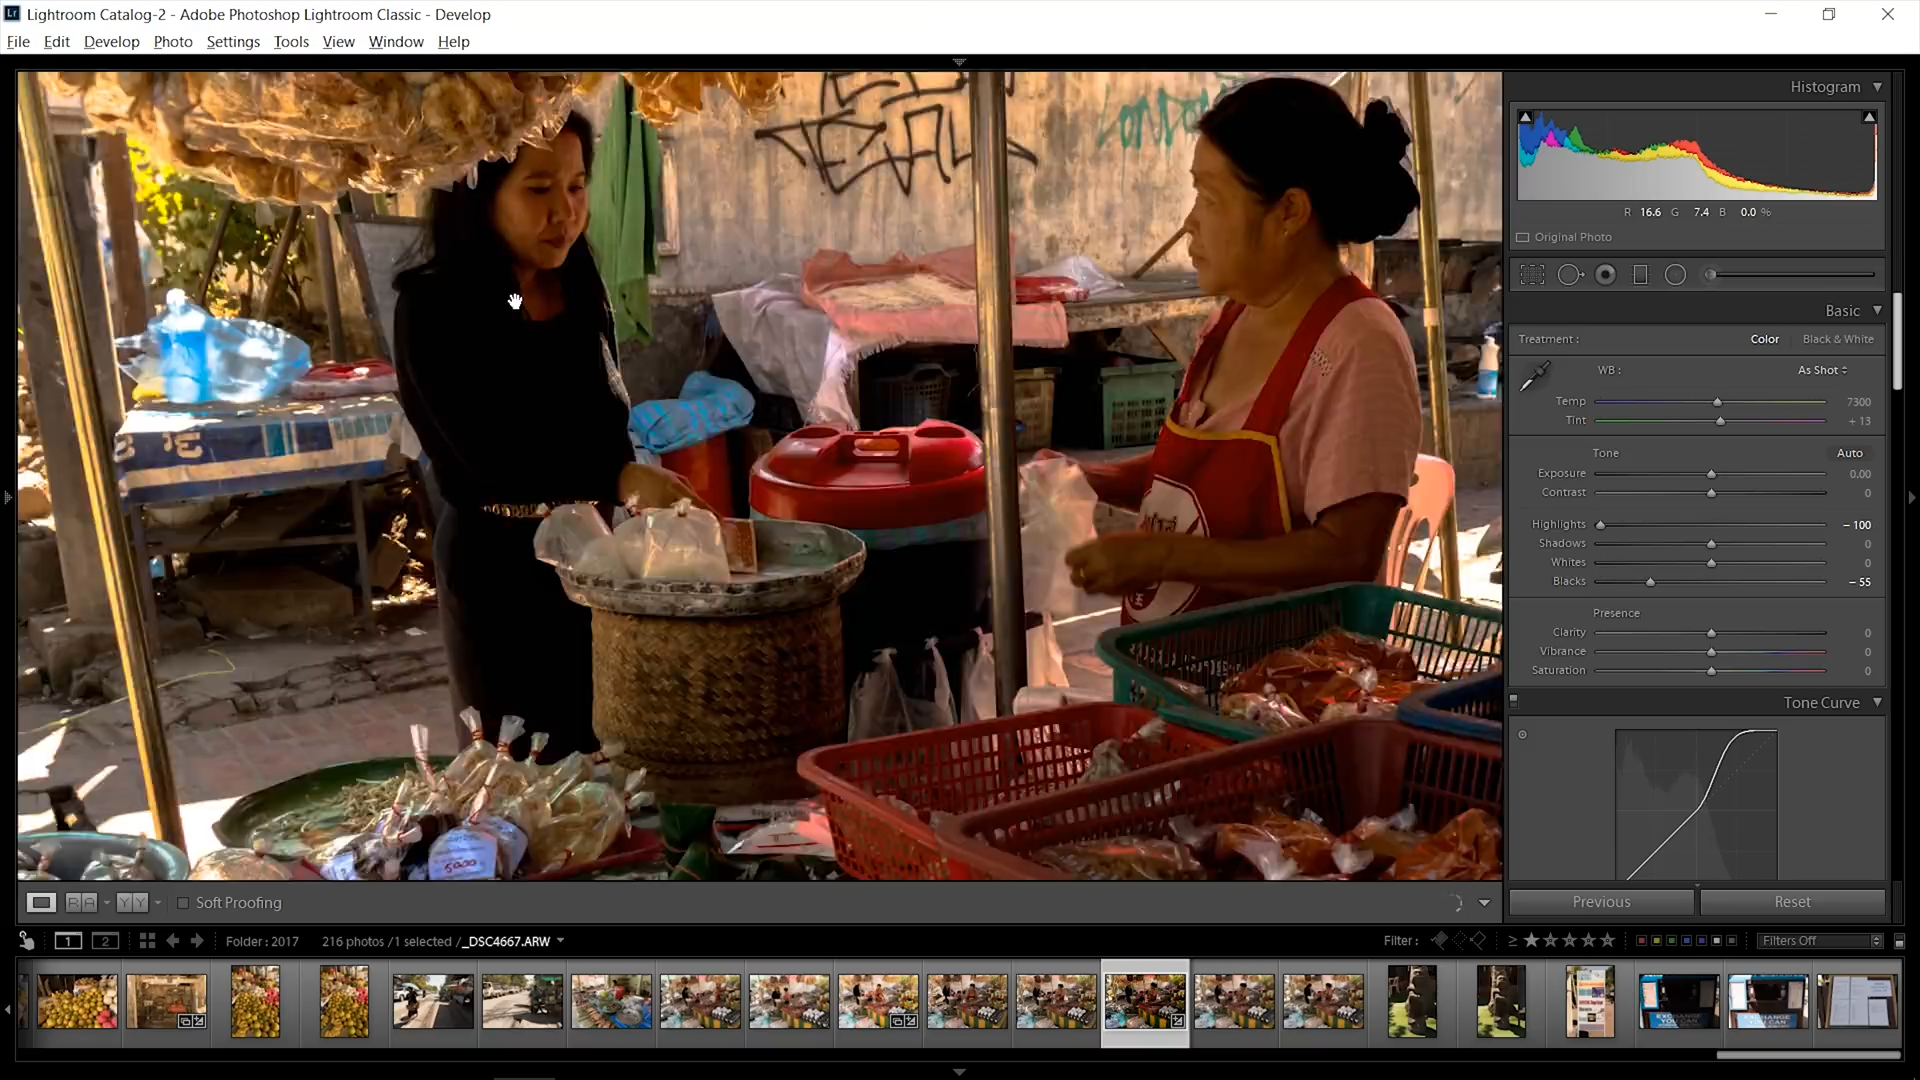 Lightroom Catalog-2 - Adobe Photoshop Lightroom Classic - Develop
File Edit Develop Photo Settings Tools View Window Help
Histogram
R 16.6 G 7.4 B 0.0 %
Original Photo
Basic
Treatment : Color Black & White
WB : As Shot
Temp 7300
Tint + 13
Tone Auto
Exposure 0.00
Contrast 0
Highlights – 100
Shadows 0
Whites 0
Blacks – 55
Presence
Clarity 0
Vibrance 0
Saturation 0
Tone Curve
Previous Reset
Soft Proofing
1 2 Folder : 2017 216 photos /1 selected /_DSC4667.ARW Filter : ≥ Filters Off